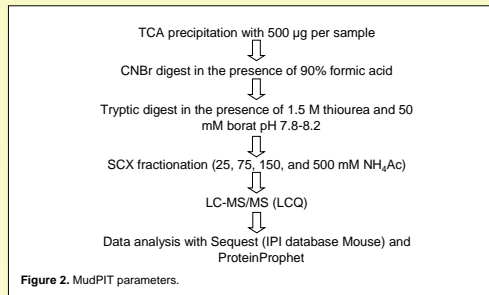 TCA precipitation with 500 µg per sample
CNBr digest in the presence of 90% formic acid
Tryptic digest in the presence of 1.5 M thiourea and 50
mM borat pH 7.8-8.2
SCX fractionation (25, 75, 150, and 500 mM NH₄Ac)
LC-MS/MS (LCQ)
Data analysis with Sequest (IPI database Mouse) and
ProteinProphet
Figure 2. MudPIT parameters.